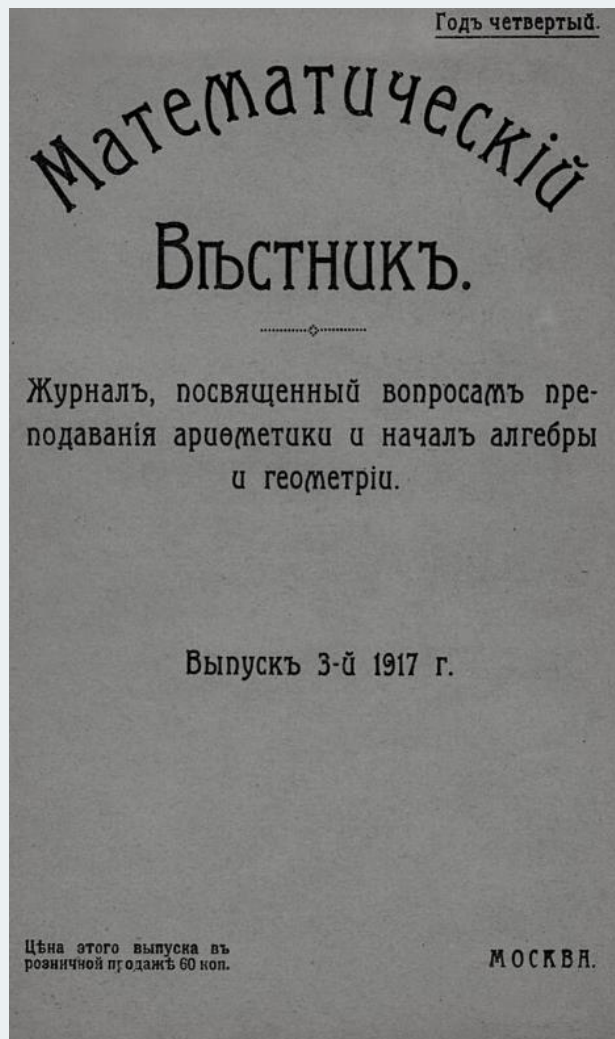 Годъ четвертый.
Математическій
Вѣстникъ.
Журналъ, посвященный вопросамъ пре-
подаванія ариѳметики и началъ алгебры
и геометріи.
Выпускъ 3-й 1917 г.
Цѣна этого выпуска въ
розничной продажѣ 60 коп.
МОСКВА.